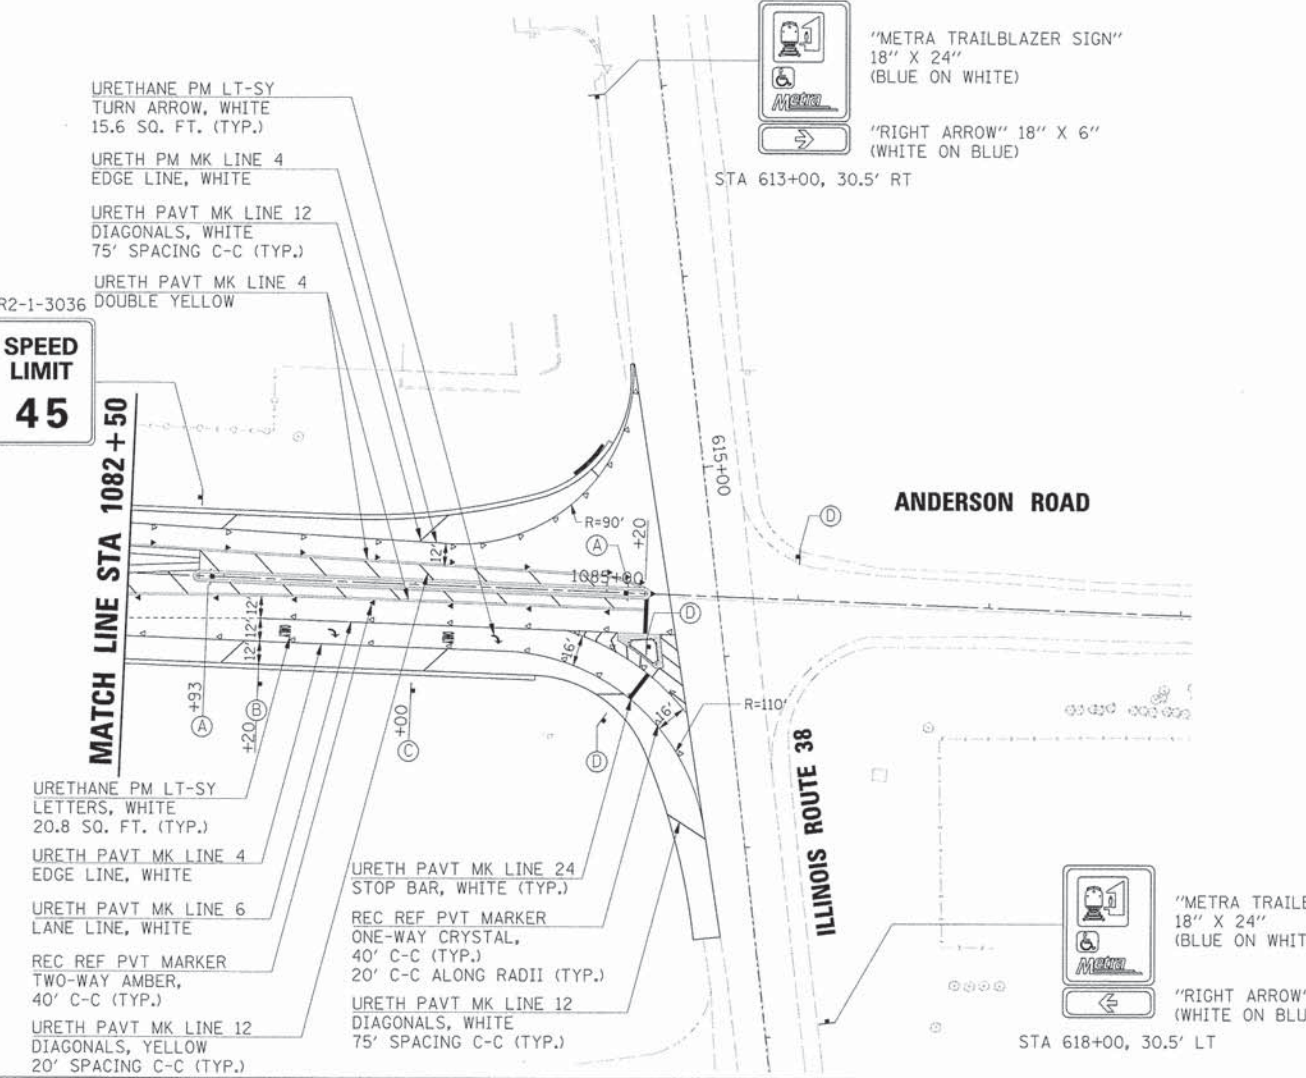 URETHANE PM LT-SY
TURN ARROW, WHITE
15.6 SQ. FT. (TYP.)
URETH PM MK LINE 4
EDGE LINE, WHITE
URETH PAVT MK LINE 12
DIAGONALS, WHITE
75' SPACING C-C (TYP.)
URETH PAVT MK LINE 4
DOUBLE YELLOW
R2-1-3036
SPEED
LIMIT
45
Metra
"METRA TRAILBLAZER SIGN"
18" X 24"
(BLUE ON WHITE)
"RIGHT ARROW" 18" X 6"
(WHITE ON BLUE)
STA 613+00, 30.5' RT
MATCH LINE STA 1082+50
615+00
ANDERSON ROAD
D
R=90'
A
+20
12'
1085+00
D
12'
12'
12'
16'
16'
R=110'
+93
A
B
+20
+00
C
D
ILLINOIS ROUTE 38
URETHANE PM LT-SY
LETTERS, WHITE
20.8 SQ. FT. (TYP.)
URETH PAVT MK LINE 4
EDGE LINE, WHITE
URETH PAVT MK LINE 6
LANE LINE, WHITE
REC REF PVT MARKER
TWO-WAY AMBER,
40' C-C (TYP.)
URETH PAVT MK LINE 12
DIAGONALS, YELLOW
20' SPACING C-C (TYP.)
URETH PAVT MK LINE 24
STOP BAR, WHITE (TYP.)
REC REF PVT MARKER
ONE-WAY CRYSTAL,
40' C-C (TYP.)
20' C-C ALONG RADII (TYP.)
URETH PAVT MK LINE 12
DIAGONALS, WHITE
75' SPACING C-C (TYP.)
Metra
"METRA TRAILE
18" X 24"
(BLUE ON WHIT
"RIGHT ARROW"
(WHITE ON BLU
STA 618+00, 30.5' LT